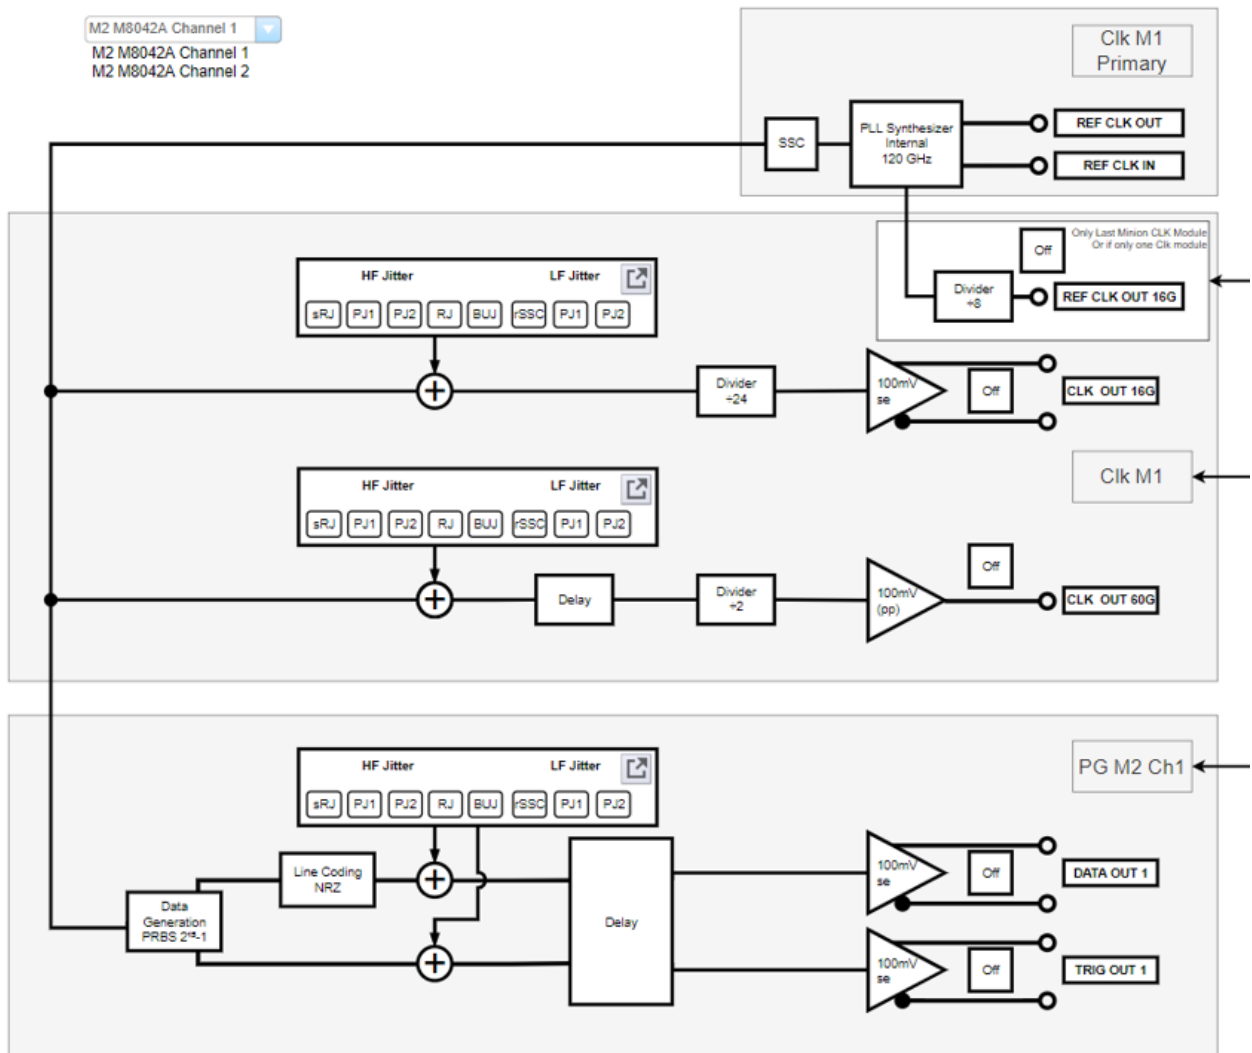 M2 M8042A Channel 1
M2 M8042A Channel 1
M2 M8042A Channel 2
Clk M1
Primary
SSC
PLL Synthesizer
Internal
120 GHz
REF CLK OUT
REF CLK IN
Only Last Minion CLK Module
Or if only one Clk module
Off
Divider
÷8
REF CLK OUT 16G
HF Jitter LF Jitter
sRJ PJ1 PJ2 RJ BUJ rSSC PJ1 PJ2
+
Divider
÷24
100mV
se
Off
CLK OUT 16G
Clk M1
HF Jitter LF Jitter
sRJ PJ1 PJ2 RJ BUJ rSSC PJ1 PJ2
+
Delay
Divider
÷2
100mV
(pp)
Off
CLK OUT 60G
PG M2 Ch1
HF Jitter LF Jitter
sRJ PJ1 PJ2 RJ BUJ rSSC PJ1 PJ2
Line Coding
NRZ
+
Data
Generation
PRBS 2¹⁵-1
+
Delay
100mV
se
Off
DATA OUT 1
100mV
se
Off
TRIG OUT 1